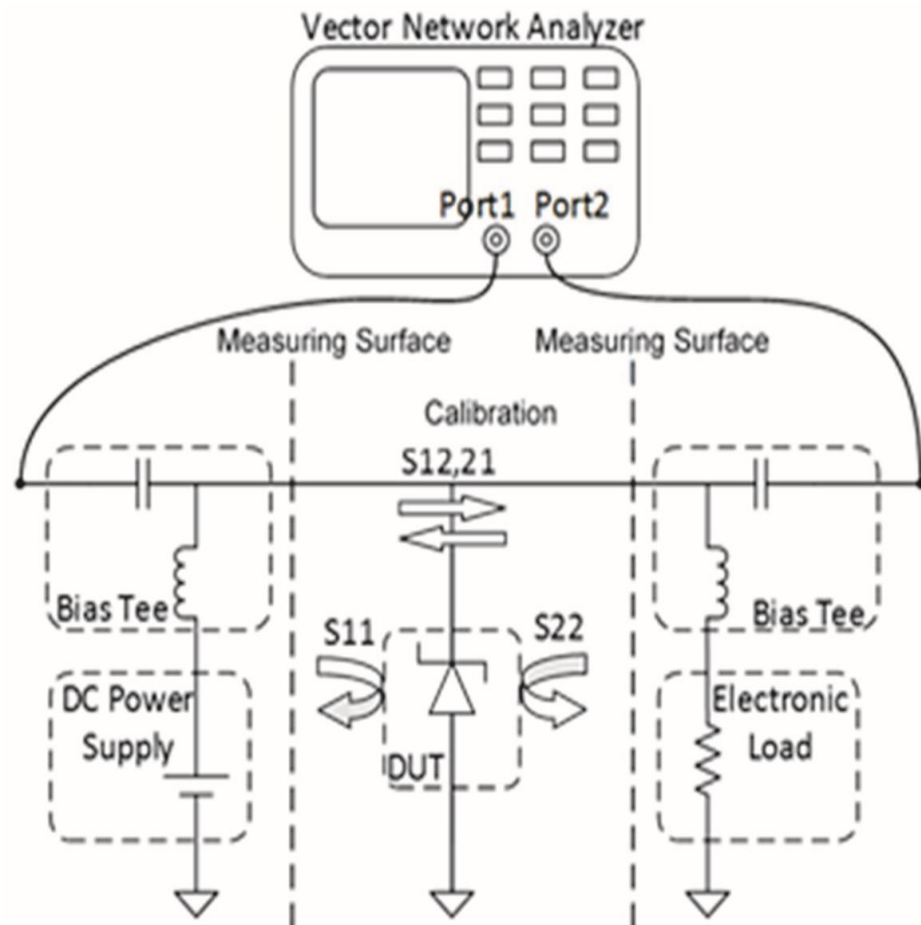 Vector Network Analyzer
Port1 Port2
Measuring Surface Measuring Surface
Calibration
S12,21
Bias Tee
Bias Tee
S11
S22
DC Power
Supply
DUT
Electronic
Load